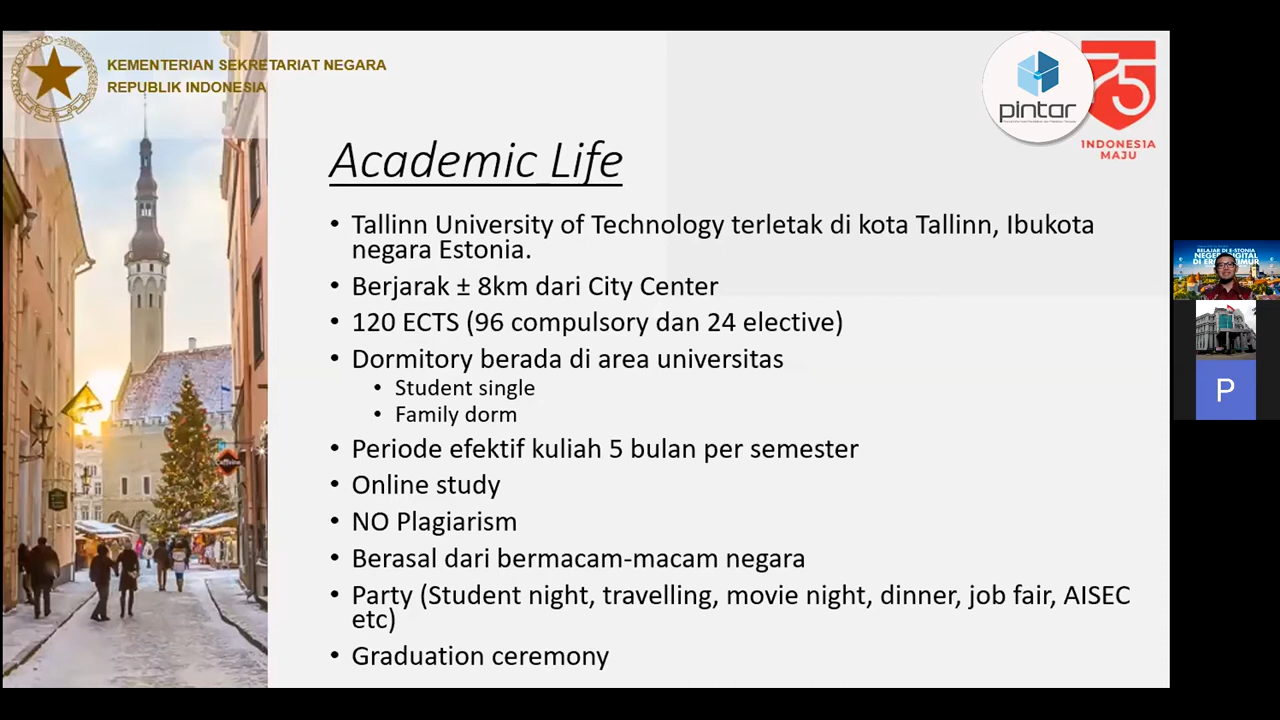 KEMENTERIAN SEKRETARIAT NEGARA
REPUBLIK INDONESIA
pintar
75
INDONESIA
MAJU
Academic Life
• Tallinn University of Technology terletak di kota Tallinn, Ibukota
negara Estonia.
• Berjarak ± 8km dari City Center
• 120 ECTS (96 compulsory dan 24 elective)
• Dormitory berada di area universitas
• Student single
• Family dorm
• Periode efektif kuliah 5 bulan per semester
• Online study
• NO Plagiarism
• Berasal dari bermacam-macam negara
• Party (Student night, travelling, movie night, dinner, job fair, AISEC
etc)
• Graduation ceremony
BELAJAR DI E-STONIA
P